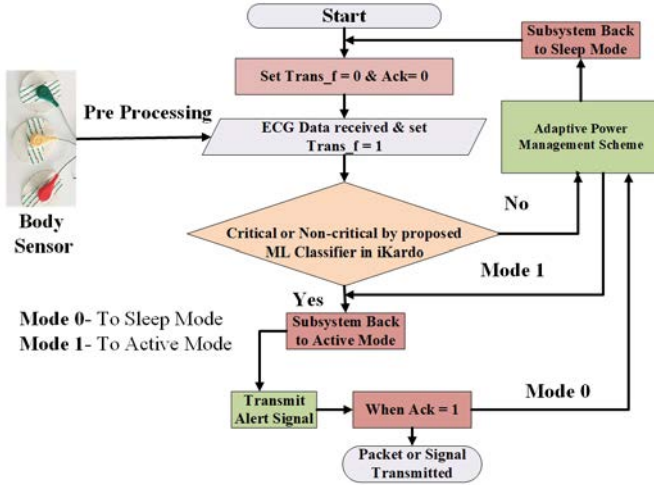 Start
Subsystem Back
to Sleep Mode
Set Trans_f = 0 & Ack= 0
Pre Processing
ECG Data received & set
Trans_f = 1
Adaptive Power
Management Scheme
Body
Sensor
Critical or Non-critical by proposed
ML Classifier in iKardo
No
Mode 1
Yes
Mode 0- To Sleep Mode
Mode 1- To Active Mode
Subsystem Back
to Active Mode
Transmit
Alert Signal
When Ack = 1
Mode 0
Packet or Signal
Transmitted